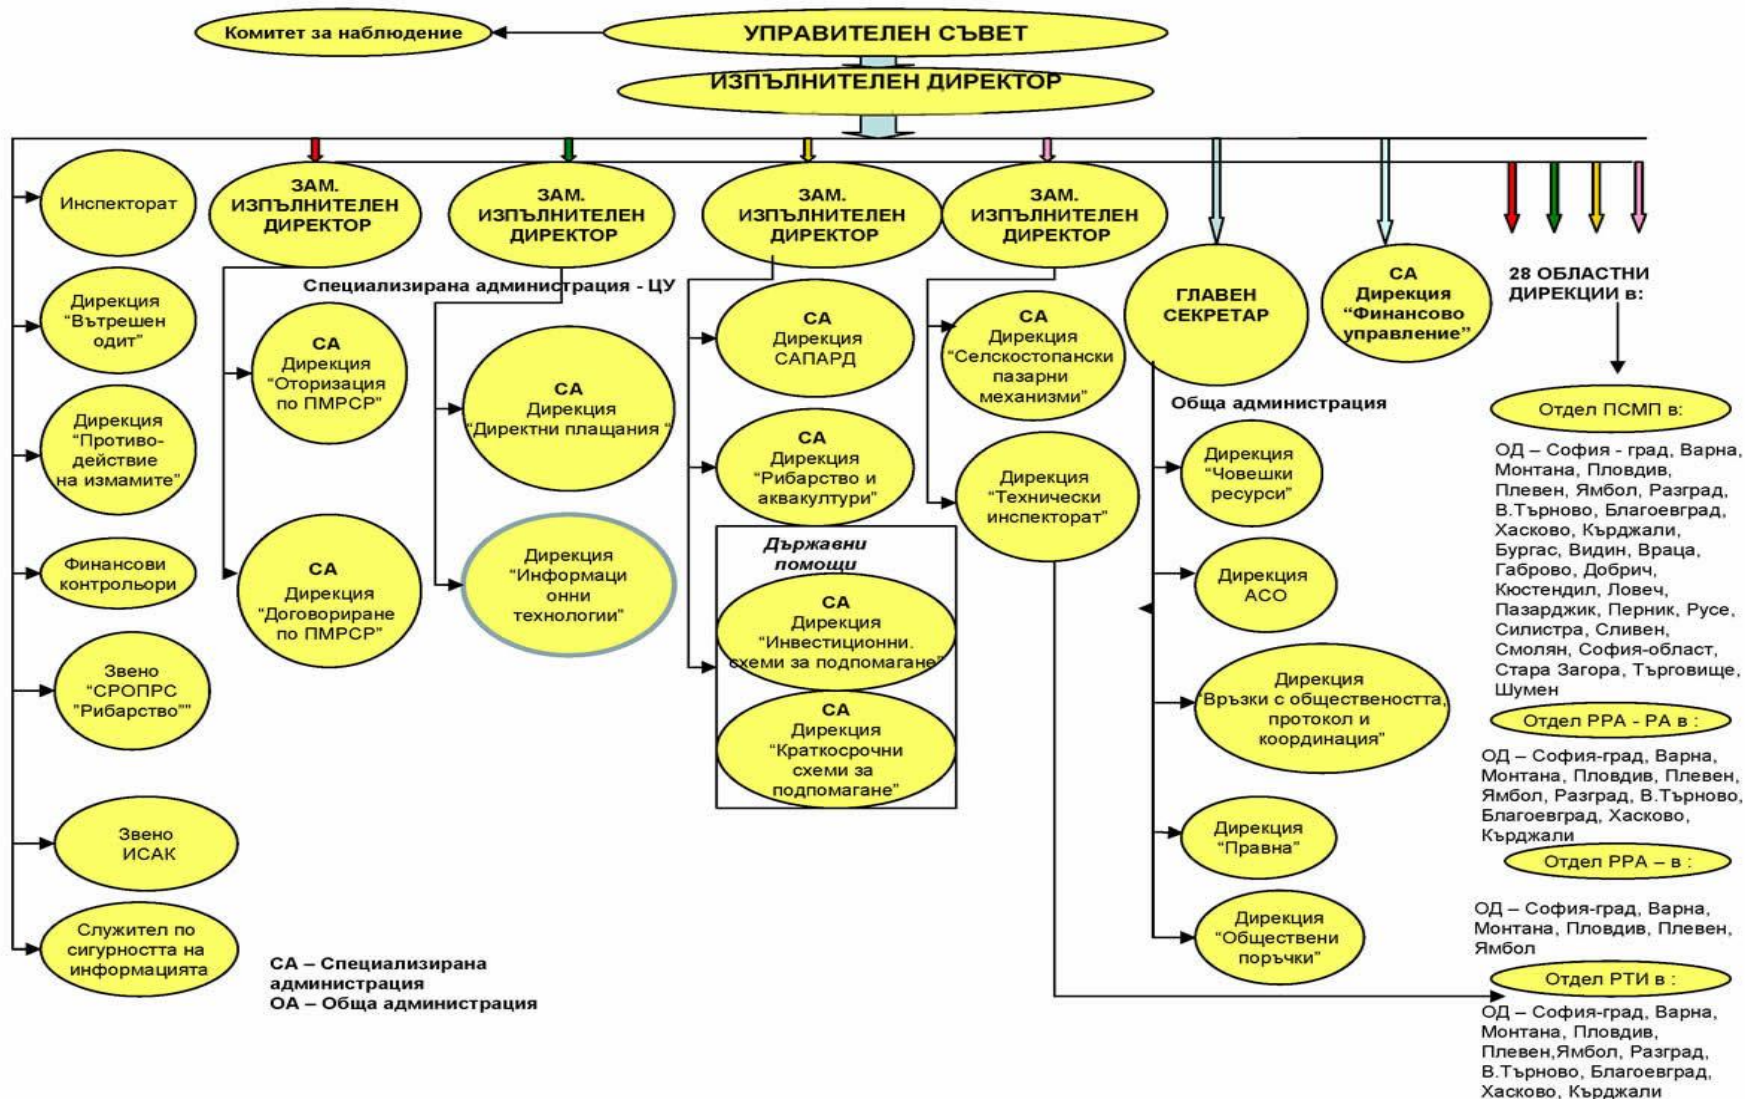 Комитет за наблюдение
УПРАВИТЕЛЕН СЪВЕТ
ИЗПЪЛНИТЕЛЕН ДИРЕКТОР
Инспекторат
Дирекция
"Вътрешен
одит"
Дирекция
"Противо-
действие
на измамите"
Финансови
контрольори
Звено
"СРОПРС
"Рибарство""
Звено
ИСАК
Служител по
сигурността на
информацията
ЗАМ.
ИЗПЪЛНИТЕЛЕН
ДИРЕКТОР
Специализирана администрация - ЦУ
СА
Дирекция
"Оторизация
по ПМРСР"
СА
Дирекция
"Договориране
по ПМРСР"
СА – Специализирана
администрация
ОА – Обща администрация
ЗАМ.
ИЗПЪЛНИТЕЛЕН
ДИРЕКТОР
СА
Дирекция
"Директни плащания "
Дирекция
"Информаци
онни
технологии"
ЗАМ.
ИЗПЪЛНИТЕЛЕН
ДИРЕКТОР
СА
Дирекция
САПАРД
СА
Дирекция
"Рибарство и
аквакултури"
Държавни
помощи
СА
Дирекция
"Инвестиционни.
схеми за подпомагане"
СА
Дирекция
"Краткосрочни
схеми за
подпомагане"
ЗАМ.
ИЗПЪЛНИТЕЛЕН
ДИРЕКТОР
СА
Дирекция
"Селскостопански
пазарни
механизми"
Дирекция
"Технически
инспекторат"
ГЛАВЕН
СЕКРЕТАР
Обща администрация
Дирекция
"Човешки
ресурси"
Дирекция
АСО
Дирекция
"Връзки с обществеността,
протокол и
координация"
Дирекция
"Правна"
Дирекция
"Обществени
поръчки"
СА
Дирекция
"Финансово
управление"
28 ОБЛАСТНИ
ДИРЕКЦИИ в:
Отдел ПСМП в:
ОД – София - град, Варна,
Монтана, Пловдив,
Плевен, Ямбол, Разград,
В.Търново, Благоевград,
Хасково, Кърджали,
Бургас, Видин, Враца,
Габрово, Добрич,
Кюстендил, Ловеч,
Пазарджик, Перник, Русе,
Силистра, Сливен,
Смолян, София-област,
Стара Загора, Търговище,
Шумен
Отдел РРА - РА в :
ОД – София-град, Варна,
Монтана, Пловдив, Плевен,
Ямбол, Разград, В.Търново,
Благоевград, Хасково,
Кърджали
Отдел РРА – в :
ОД – София-град, Варна,
Монтана, Пловдив, Плевен,
Ямбол
Отдел РТИ в :
ОД – София-град, Варна,
Монтана, Пловдив,
Плевен,Ямбол, Разград,
В.Търново, Благоевград,
Хасково, Кърджали